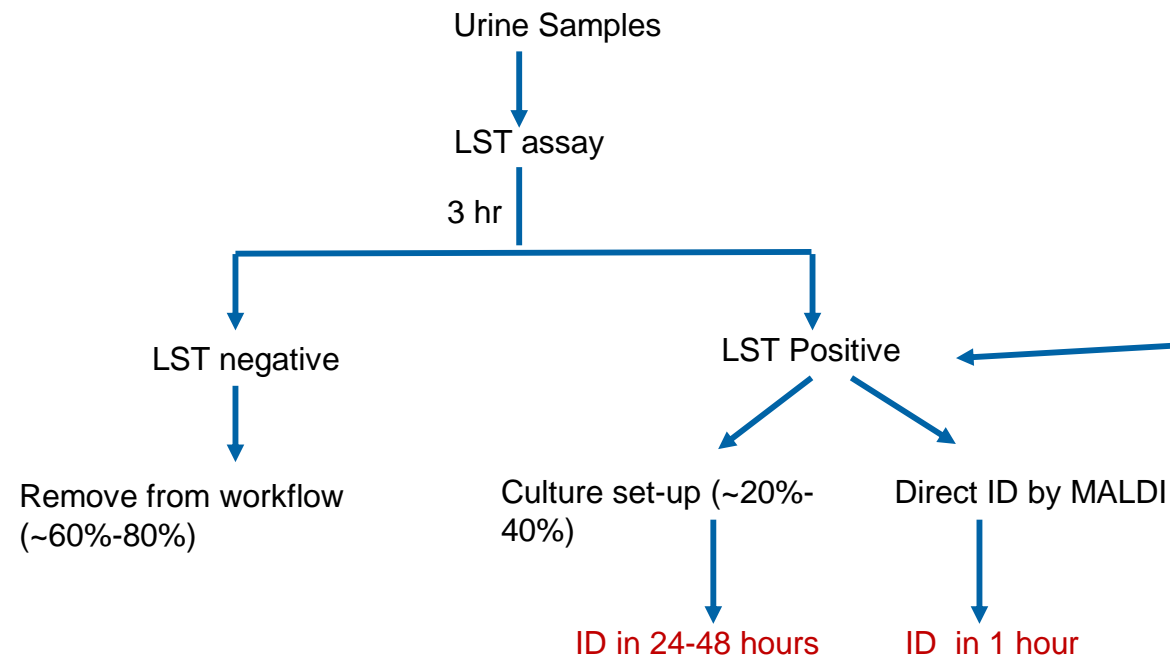 Urine Samples
LST assay
3 hr
LST negative
LST Positive
Remove from workflow
(~60%-80%)
Culture set-up (~20%-
40%)
Direct ID by MALDI
ID in 24-48 hours
ID in 1 hour